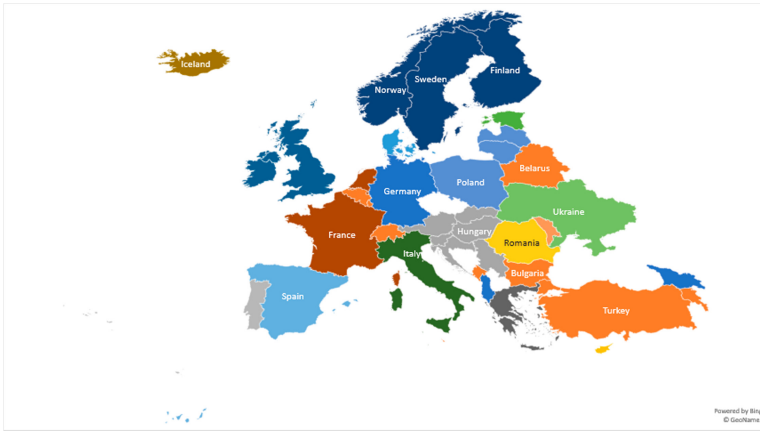 Iceland
Finland
Sweden
Norway
Belarus
Poland
Germany
Ukraine
Hungary
France
Romania
Italy
Bulgaria
Spain
Turkey
Powered by Bing
© GeoNames